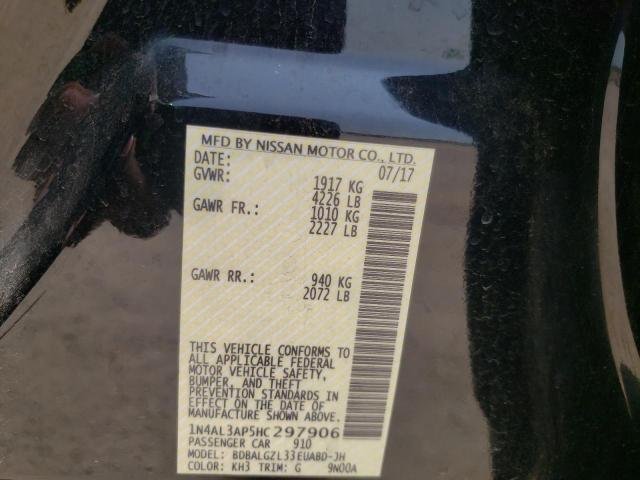 MFD BY NISSAN MOTOR CO., LTD.
DATE: 07/17
GVWR: 1917 KG
4226 LB
GAWR FR.: 1010 KG
2227 LB
GAWR RR.: 940 KG
2072 LB
THIS VEHICLE CONFORMS TO
ALL APPLICABLE FEDERAL
MOTOR VEHICLE SAFETY,
BUMPER, AND THEFT
PREVENTION STANDARDS IN
EFFECT ON THE DATE OF
MANUFACTURE SHOWN ABOVE.
1N4AL3AP5HC297906
PASSENGER CAR 910
MODEL: BDBALGZL33EUABD-JH
COLOR: KH3 TRIM: G 9N00A